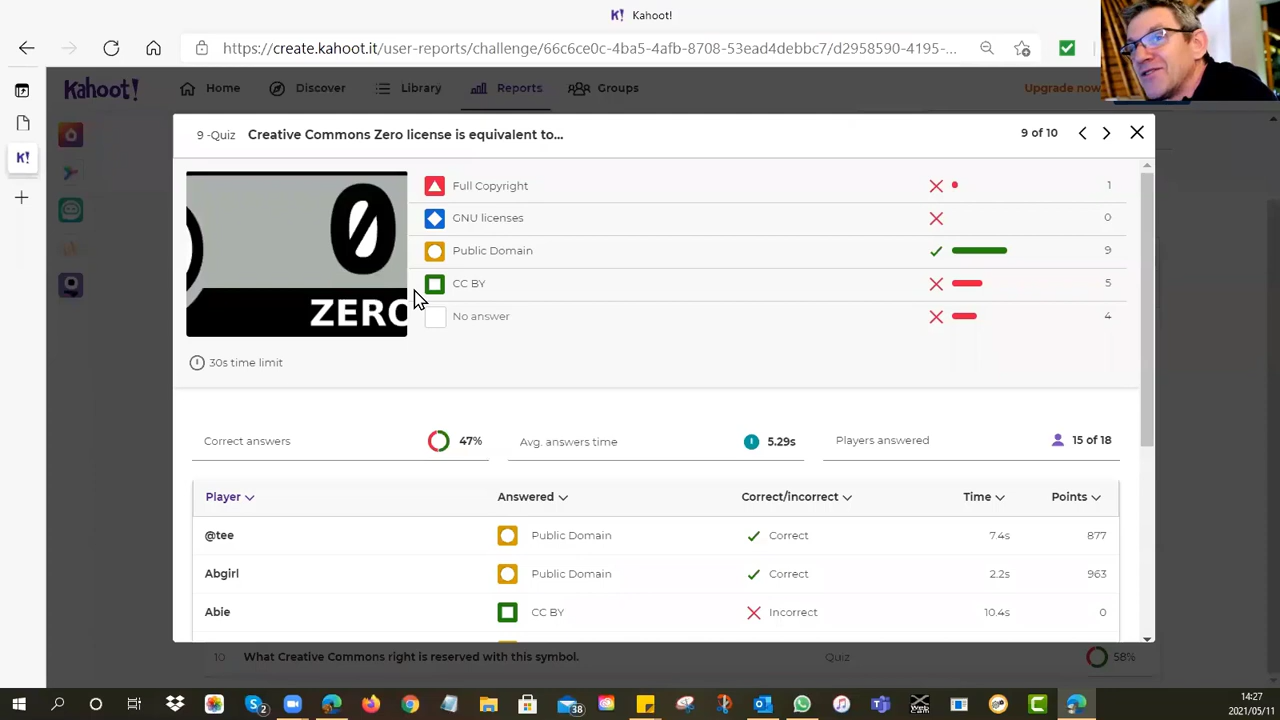 K! Kahoot!
https://create.kahoot.it/user-reports/challenge/66c6ce0c-4ba5-4afb-8708-53ead4debbc7/d2958590-4195-...
Kahoot! Home Discover Library Reports Groups Upgrade now
K!
9 -Quiz Creative Commons Zero license is equivalent to... 9 of 10
Full Copyright 1
GNU licenses 0
Public Domain 9
CC BY 5
No answer 4
0
ZERO
30s time limit
Correct answers 47% Avg. answers time 5.29s Players answered 15 of 18
Player Answered Correct/incorrect Time Points
@tee Public Domain Correct 7.4s 877
Abgirl Public Domain Correct 2.2s 963
Abie CC BY Incorrect 10.4s 0
10 What Creative Commons right is reserved with this symbol. Quiz 58%
2
38
14:27
2021/05/11